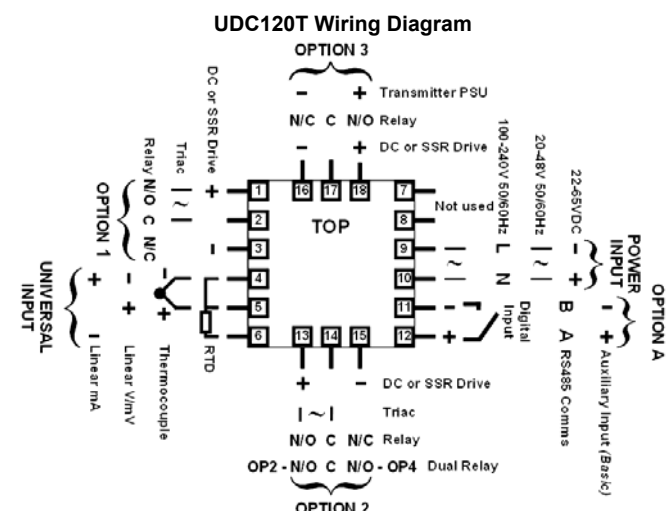 UDC120T Wiring Diagram
OPTION 3
− + Transmitter PSU
N/C C N/O Relay
− + DC or SSR Drive
16 17 18
TOP
1
2
3
4
5
6
7
8
9
10
11
12
13 14 15
Not used
DC or SSR Drive
+
−
Triac
|~|
Relay N/O C N/C
OPTION 1
UNIVERSAL
INPUT
+ − Linear mA
− + Linear V/mV
− + Thermocouple
RTD
100-240V 50/60Hz
L
N
|~|
20-48V 50/60Hz
|~|
22-65VDC
− +
POWER
INPUT
OPTION A
− +
Digital
Input
B A RS485 Comms
− + Auxiliary Input (Basic)
+ − DC or SSR Drive
|~| Triac
N/O C N/C Relay
OP2 - N/O C N/O - OP4 Dual Relay
OPTION 2